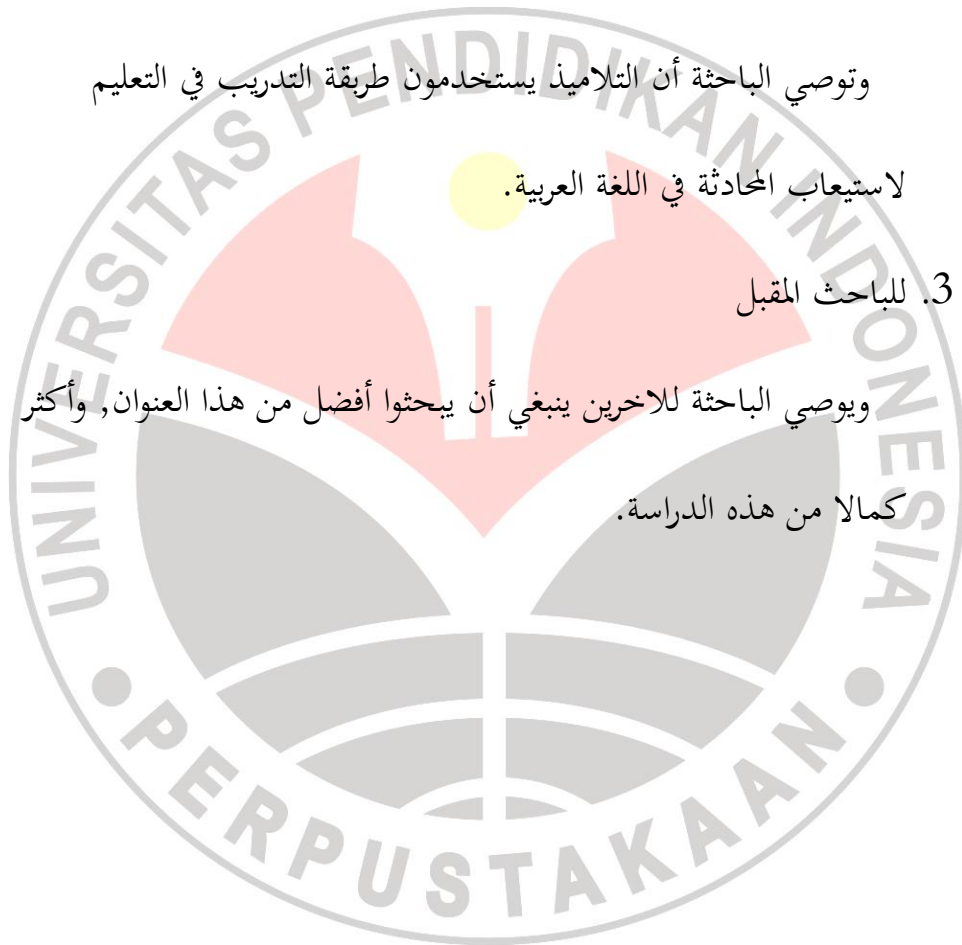 وتوصي الباحثة أن التلاميذ يستخدمون طريقة التدريب في التعليم
لاستيعاب المحادثة في اللغة العربية.
3. للباحث المقبل
ويوصي الباحثة للاخرين ينبغي أن يبحثوا أفضل من هذا العنوان, وأكثر
كمالا من هذه الدراسة.
UNIVERSITAS PENDIDIKAN INDONESIA
PERPUSTAKAAN